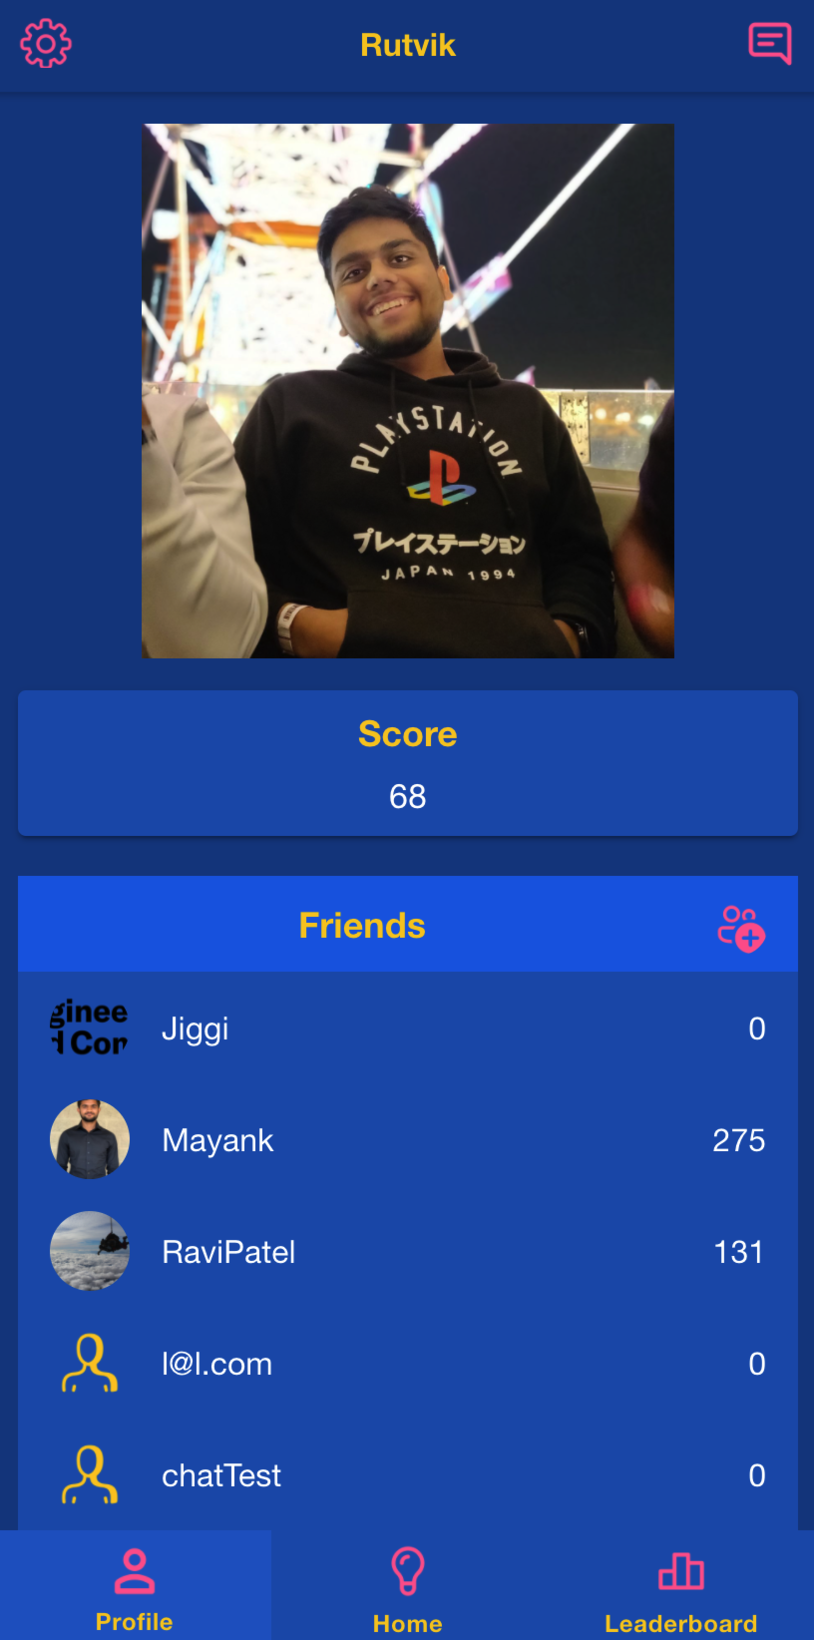 Rutvik
PLAYSTATION
プレイステーション
JAPAN 1994
Score
68
Friends
ginee
d Con
Jiggi
0
Mayank
275
RaviPatel
131
l@l.com
0
chatTest
0
Profile
Home
Leaderboard